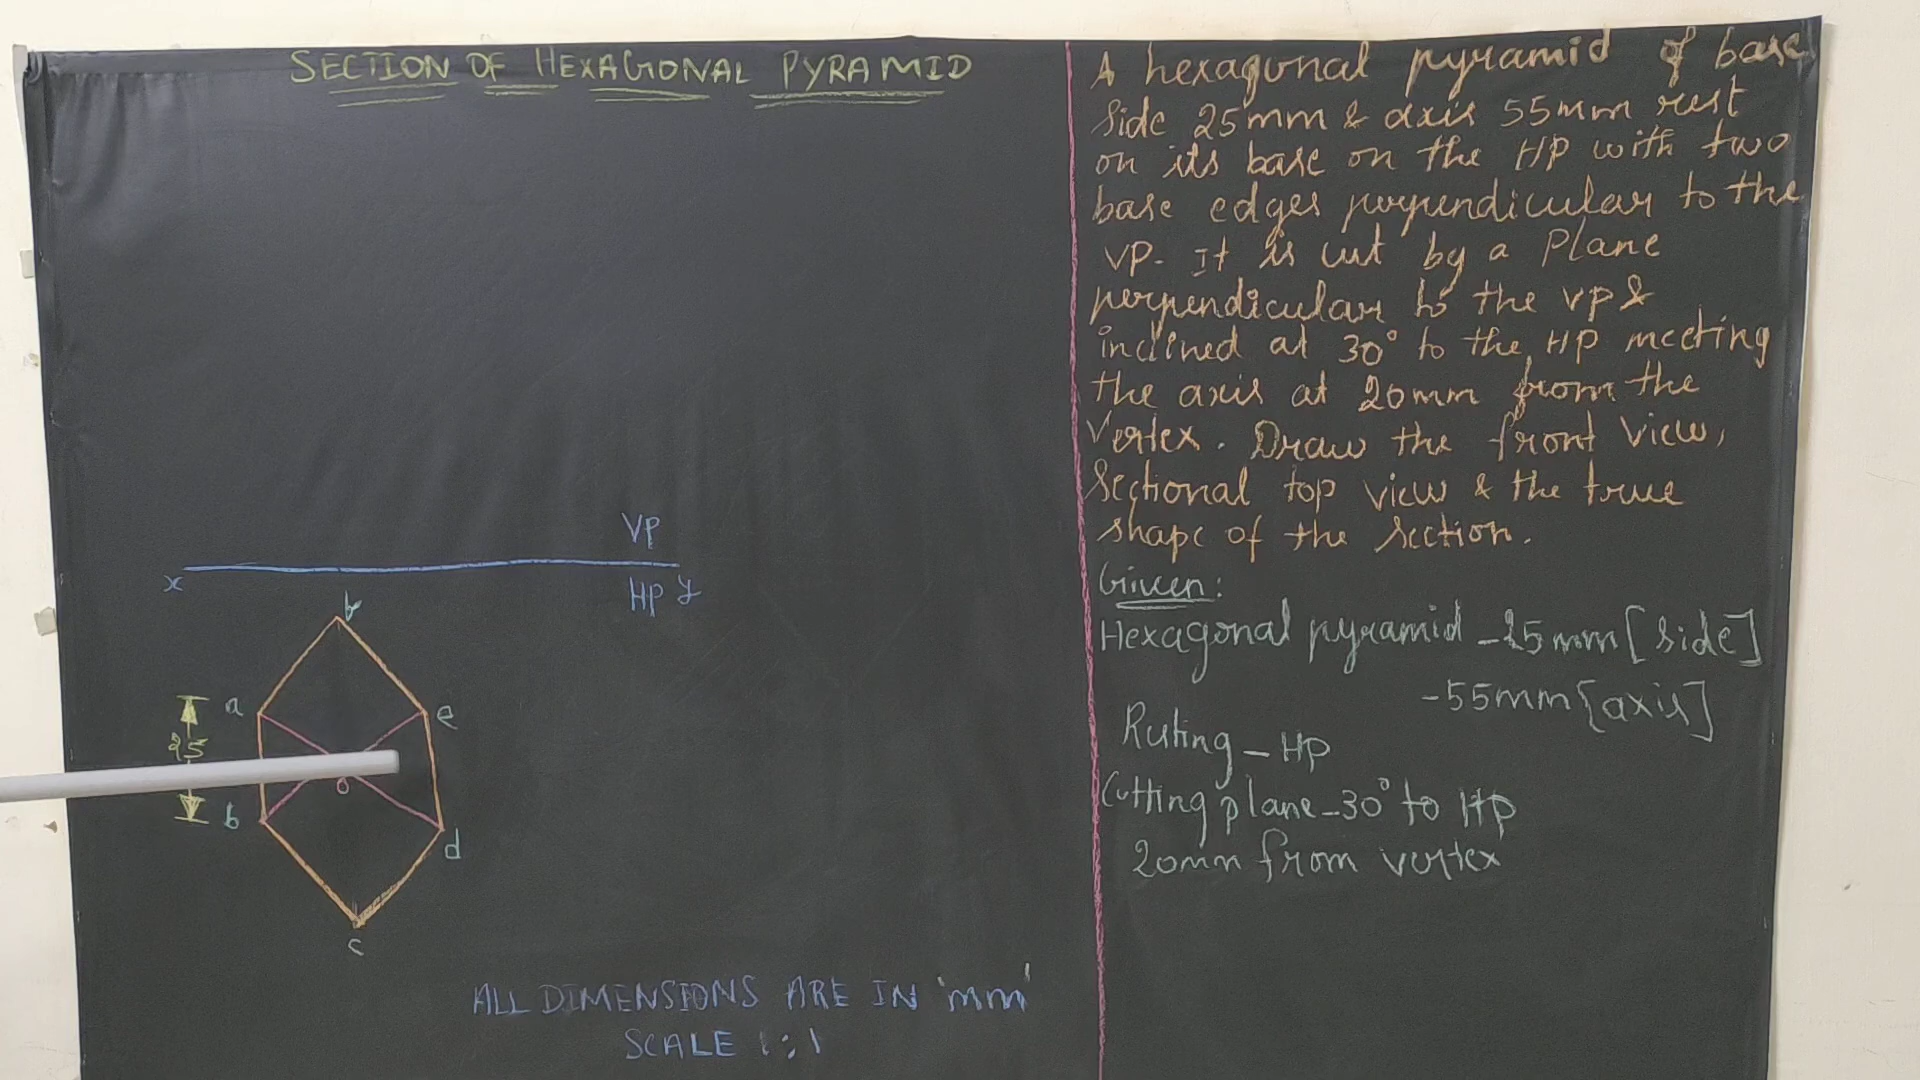 SECTION OF HEXAGONAL PYRAMID
A hexagonal pyramid of base
side 25mm & axis 55mm rest
on its base on the HP with two
base edges perpendicular to the
VP. It is cut by a Plane
perpendicular to the VP &
inclined at 30° to the HP meeting
the axis at 20mm from the
Vertex. Draw the front view,
Sectional top view & the true
shape of the section.
Given:
Hexagonal pyramid - 25mm [side]
- 55mm [axis]
Resting - HP
Cutting plane - 30° to HP
20mm from vertex
VP
x
HP y
a
e
25
o
b
d
c
ALL DIMENSIONS ARE IN 'mm'
SCALE 1:1